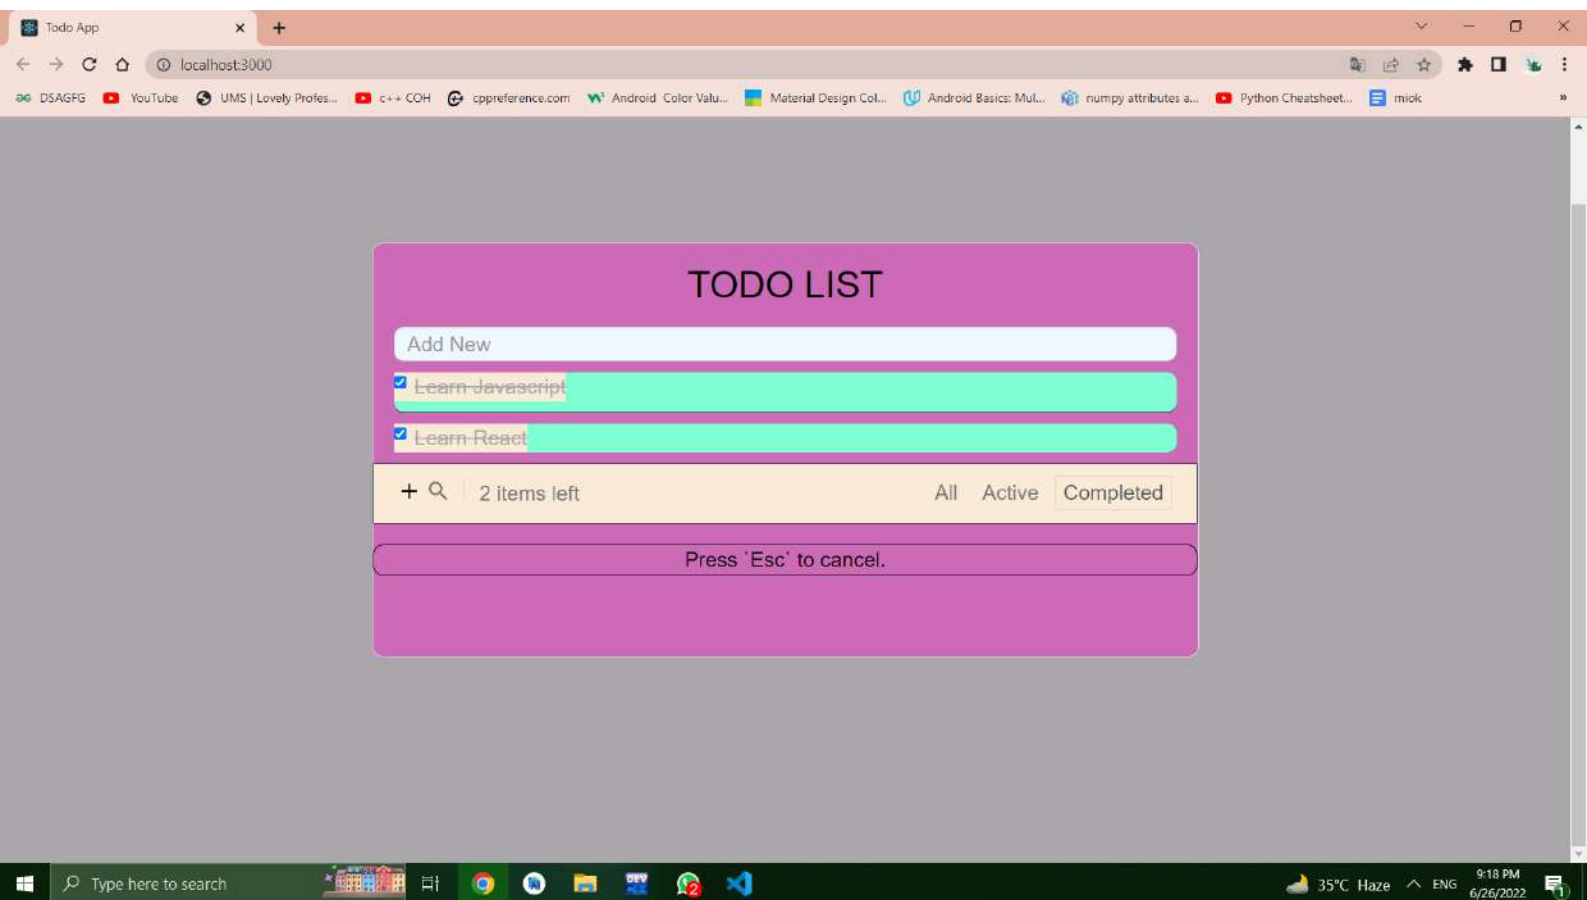 Todo App
localhost:3000
DSAGFG YouTube UMS | Lovely Profes... c++ COH cppreference.com Android Color Valu... Material Design Col... Android Basics: Mul... numpy attributes a... Python Cheatsheet... miok »
TODO LIST
Add New
Learn Javascript
Learn React
2 items left All Active Completed
Press `Esc` to cancel.
Type here to search DEV 2 35°C Haze ENG 9:18 PM
6/26/2022 1